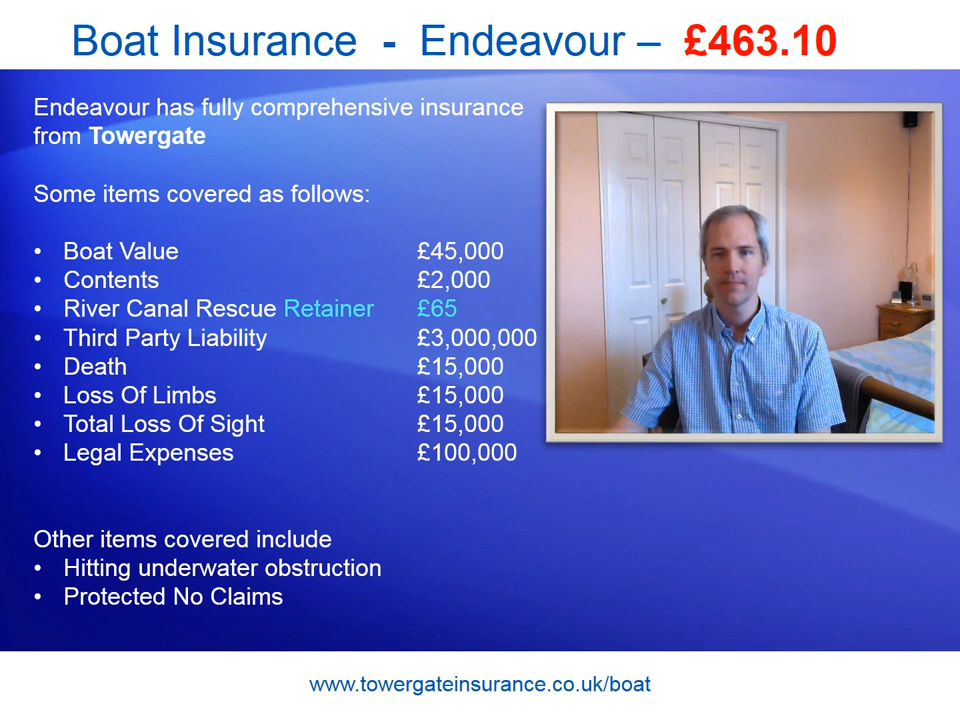 Boat Insurance - Endeavour – £463.10
Endeavour has fully comprehensive insurance
from Towergate
Some items covered as follows:
• Boat Value £45,000
• Contents £2,000
• River Canal Rescue Retainer £65
• Third Party Liability £3,000,000
• Death £15,000
• Loss Of Limbs £15,000
• Total Loss Of Sight £15,000
• Legal Expenses £100,000
Other items covered include
• Hitting underwater obstruction
• Protected No Claims
www.towergateinsurance.co.uk/boat